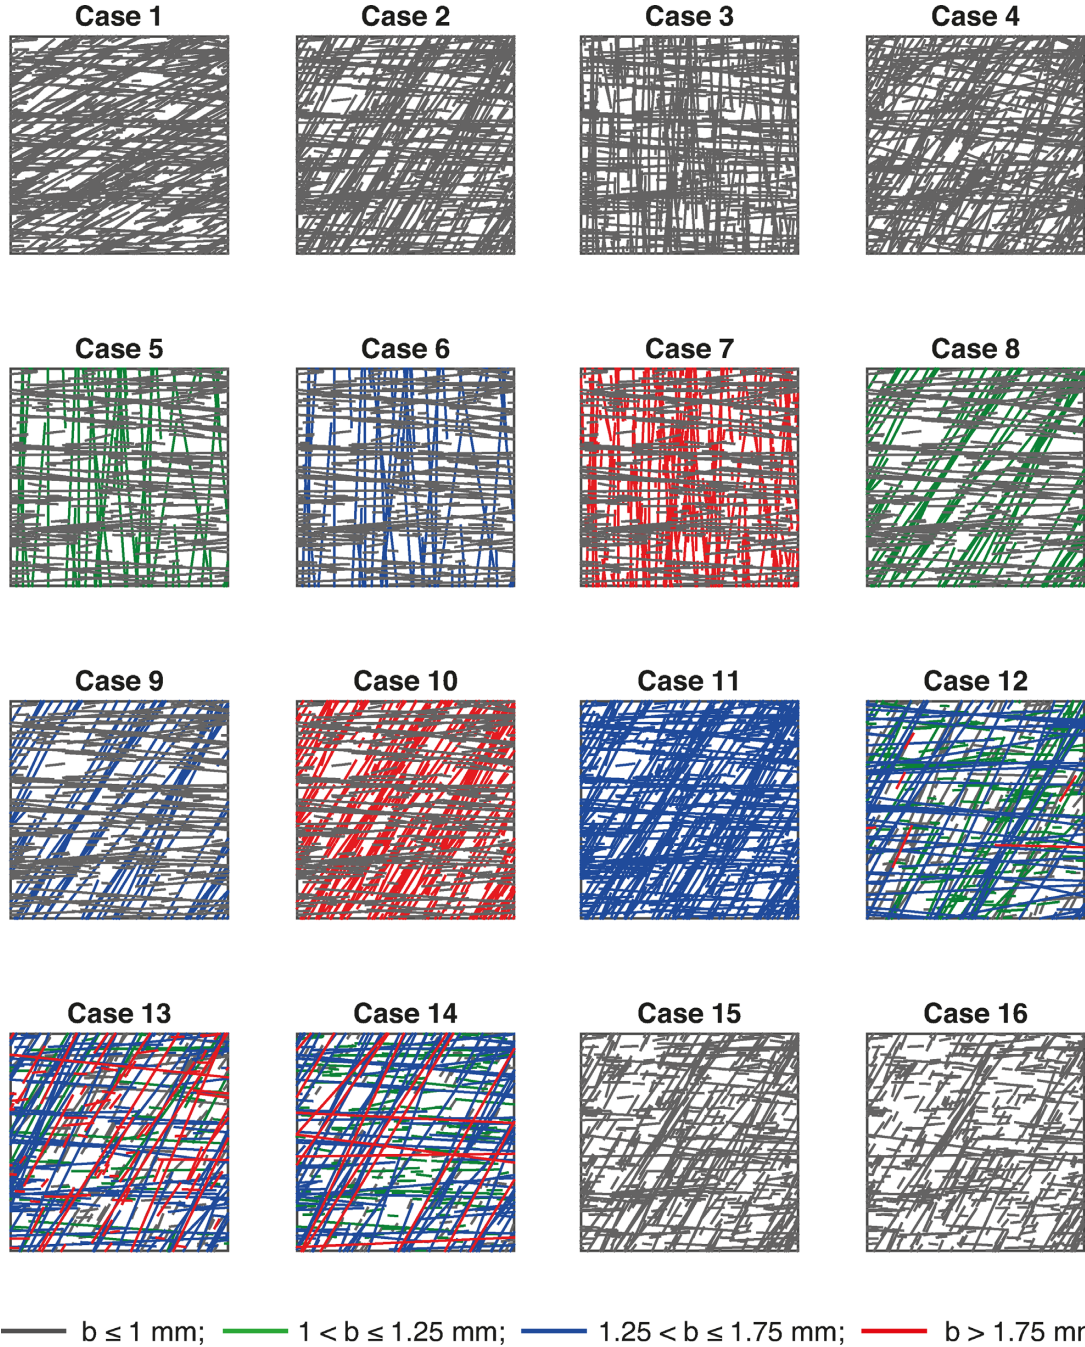 Case 1 Case 2 Case 3 Case 4
Case 5 Case 6 Case 7 Case 8
Case 9 Case 10 Case 11 Case 12
Case 13 Case 14 Case 15 Case 16
b ≤ 1 mm; 1 < b ≤ 1.25 mm; 1.25 < b ≤ 1.75 mm; b > 1.75